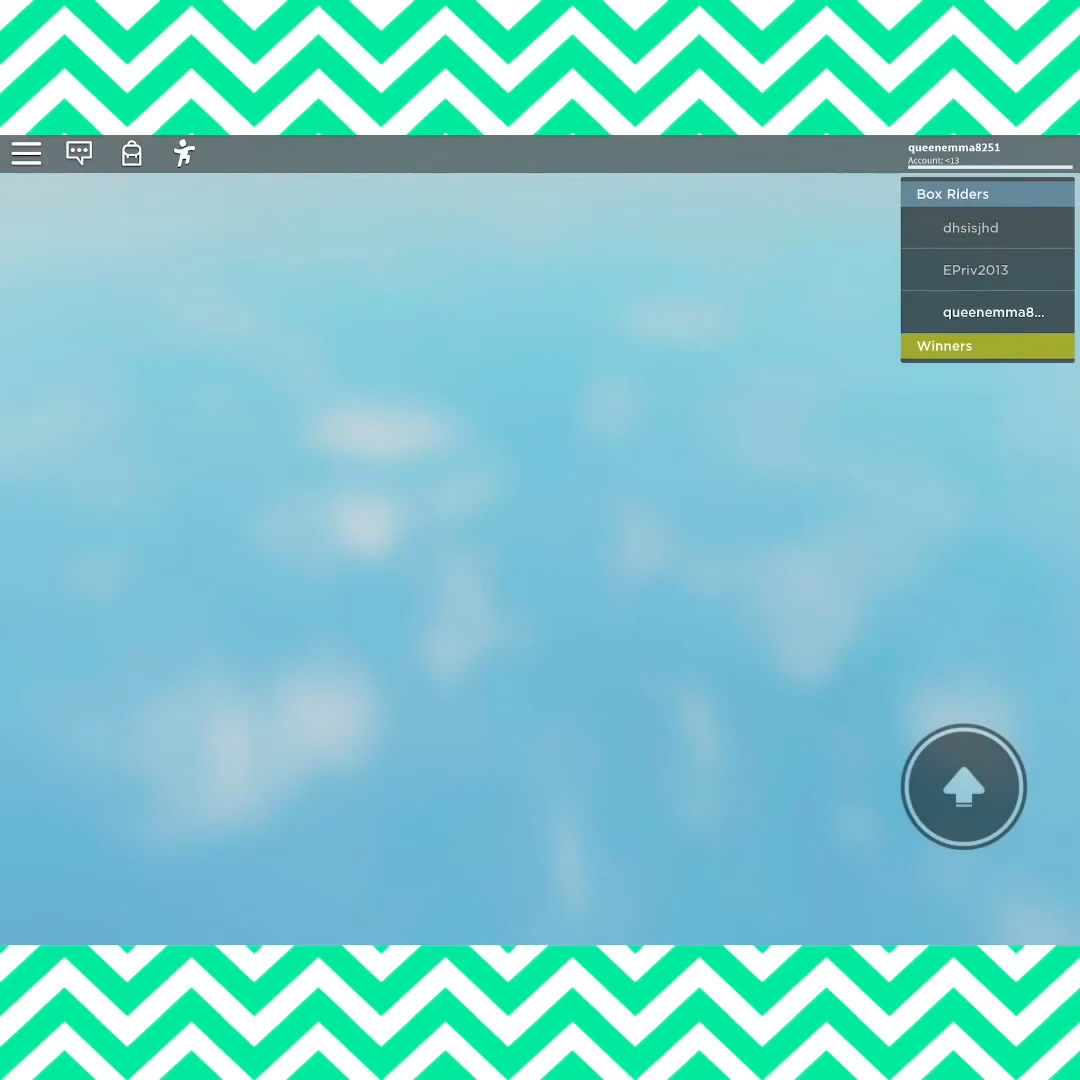 queenemma8251
Account: <13
Box Riders
dhsisjhd
EPriv2013
queenemma8...
Winners